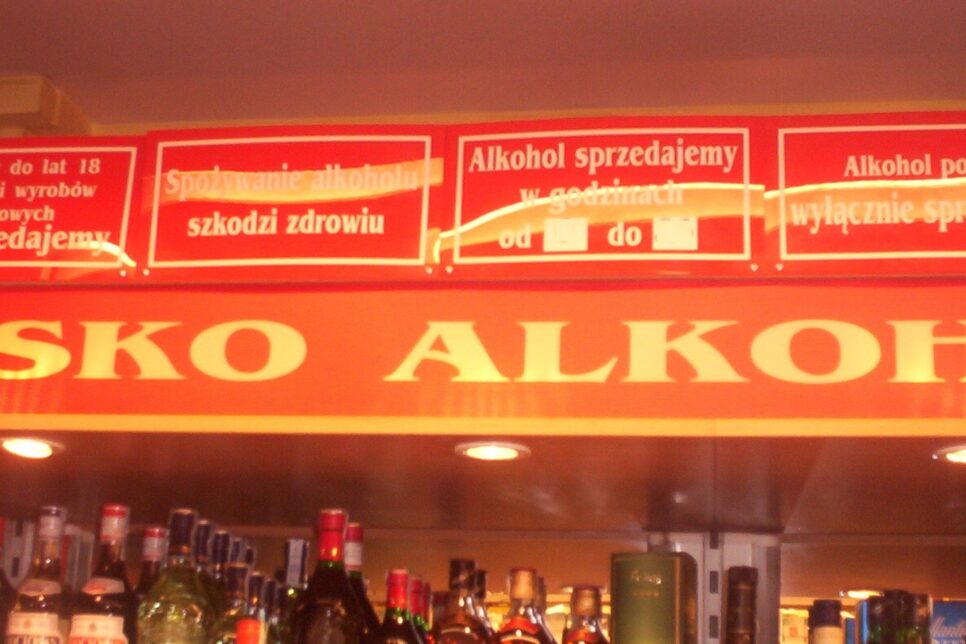 do lat 18
i wyrobów
owych
edajemy
Spożywanie alkoholu
szkodzi zdrowiu
Alkohol sprzedajemy
w godzinach
od do
Alkohol po
wyłącznie spr
SKO ALKOH